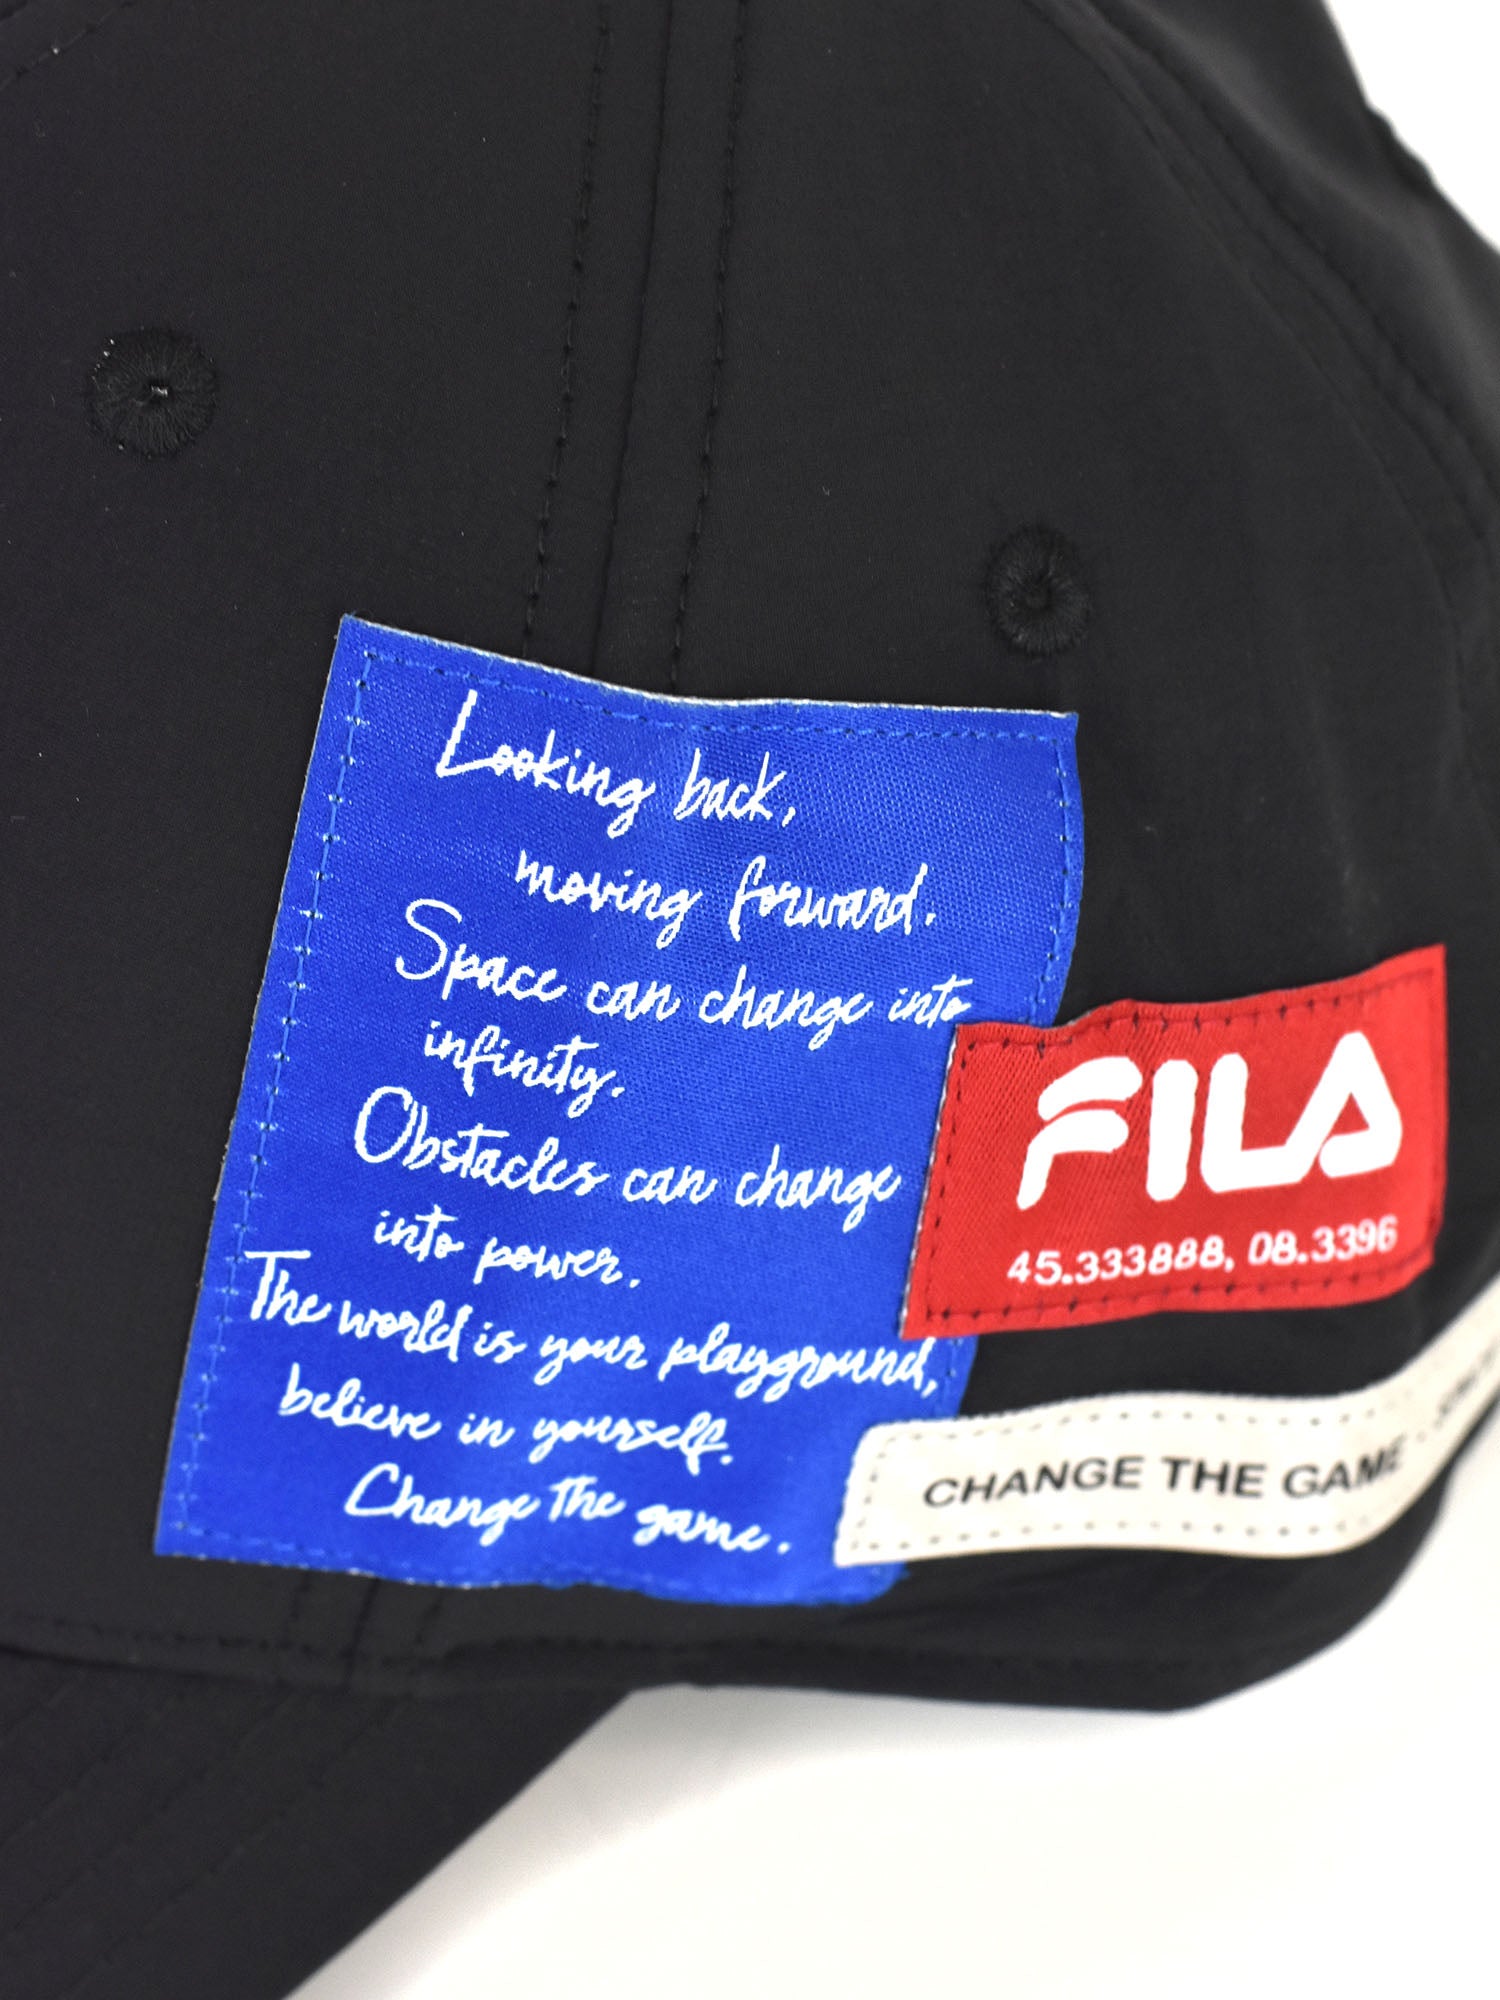 Looking back,
moving forward.
Space can change into
infinity.
Obstacles can change
into power.
The world is your playground,
believe in yourself.
Change the game.
FILA
45.333888, 08.3396
CHANGE THE GAME